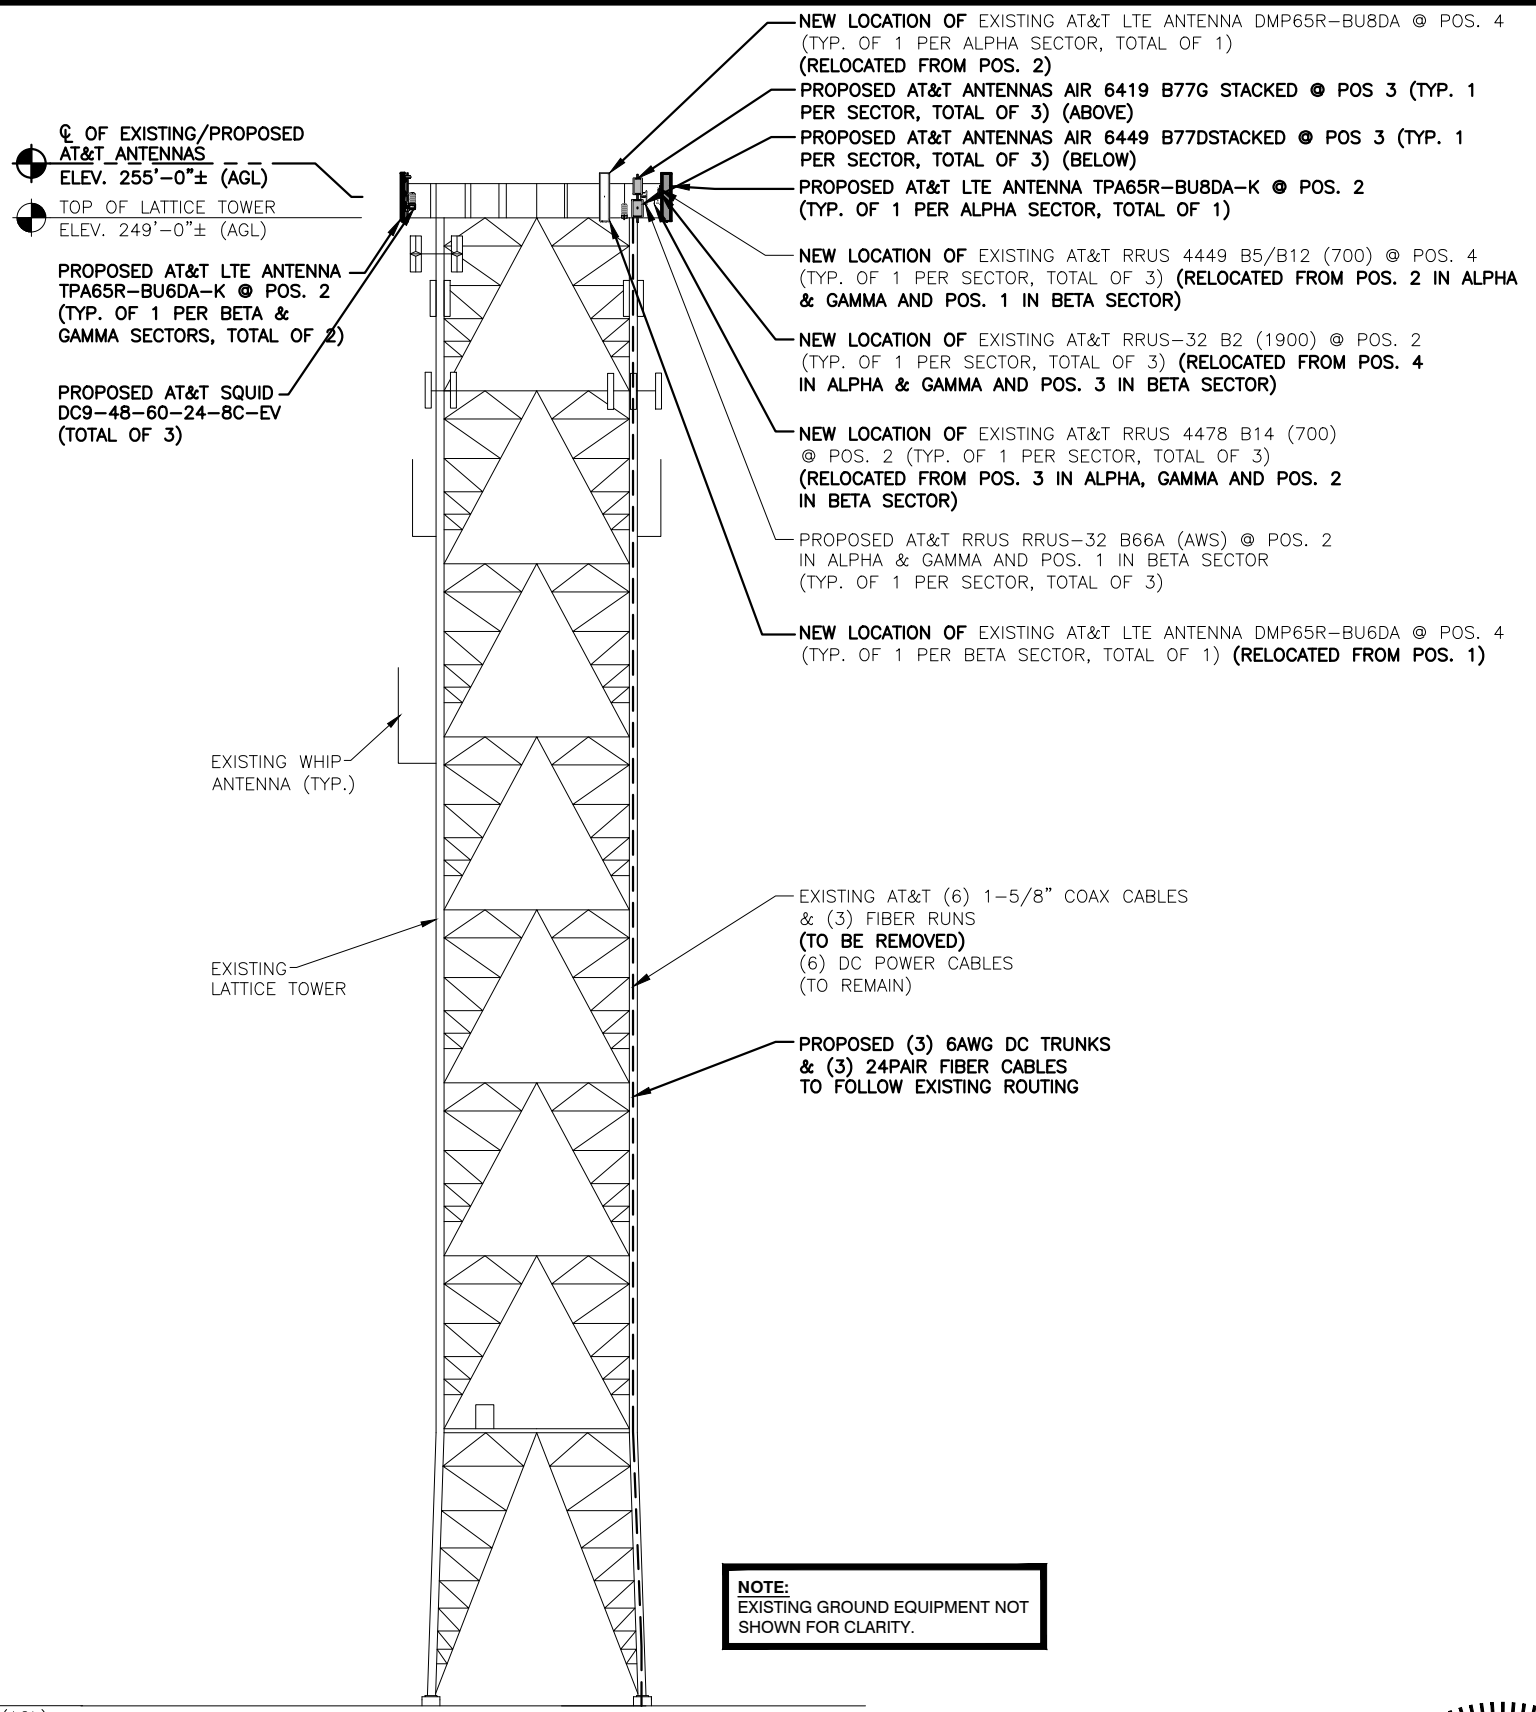 NEW LOCATION OF EXISTING AT&T LTE ANTENNA DMP65R-BU8DA @ POS. 4
(TYP. OF 1 PER ALPHA SECTOR, TOTAL OF 1)
(RELOCATED FROM POS. 2)
PROPOSED AT&T ANTENNAS AIR 6419 B77G STACKED @ POS 3 (TYP. 1
PER SECTOR, TOTAL OF 3) (ABOVE)
PROPOSED AT&T ANTENNAS AIR 6449 B77DSTACKED @ POS 3 (TYP. 1
PER SECTOR, TOTAL OF 3) (BELOW)
PROPOSED AT&T LTE ANTENNA TPA65R-BU8DA-K @ POS. 2
(TYP. OF 1 PER ALPHA SECTOR, TOTAL OF 1)
NEW LOCATION OF EXISTING AT&T RRUS 4449 B5/B12 (700) @ POS. 4
(TYP. OF 1 PER SECTOR, TOTAL OF 3) (RELOCATED FROM POS. 2 IN ALPHA
& GAMMA AND POS. 1 IN BETA SECTOR)
NEW LOCATION OF EXISTING AT&T RRUS-32 B2 (1900) @ POS. 2
(TYP. OF 1 PER SECTOR, TOTAL OF 3) (RELOCATED FROM POS. 4
IN ALPHA & GAMMA AND POS. 3 IN BETA SECTOR)
NEW LOCATION OF EXISTING AT&T RRUS 4478 B14 (700)
@ POS. 2 (TYP. OF 1 PER SECTOR, TOTAL OF 3)
(RELOCATED FROM POS. 3 IN ALPHA, GAMMA AND POS. 2
IN BETA SECTOR)
PROPOSED AT&T RRUS RRUS-32 B66A (AWS) @ POS. 2
IN ALPHA & GAMMA AND POS. 1 IN BETA SECTOR
(TYP. OF 1 PER SECTOR, TOTAL OF 3)
NEW LOCATION OF EXISTING AT&T LTE ANTENNA DMP65R-BU6DA @ POS. 4
(TYP. OF 1 PER BETA SECTOR, TOTAL OF 1) (RELOCATED FROM POS. 1)
℄ OF EXISTING/PROPOSED
AT&T ANTENNAS
ELEV. 255'-0"± (AGL)
TOP OF LATTICE TOWER
ELEV. 249'-0"± (AGL)
PROPOSED AT&T LTE ANTENNA
TPA65R-BU6DA-K @ POS. 2
(TYP. OF 1 PER BETA &
GAMMA SECTORS, TOTAL OF 2)
PROPOSED AT&T SQUID
DC9-48-60-24-8C-EV
(TOTAL OF 3)
EXISTING WHIP
ANTENNA (TYP.)
EXISTING
LATTICE TOWER
EXISTING AT&T (6) 1-5/8" COAX CABLES
& (3) FIBER RUNS
(TO BE REMOVED)
(6) DC POWER CABLES
(TO REMAIN)
PROPOSED (3) 6AWG DC TRUNKS
& (3) 24PAIR FIBER CABLES
TO FOLLOW EXISTING ROUTING
NOTE:
EXISTING GROUND EQUIPMENT NOT
SHOWN FOR CLARITY.